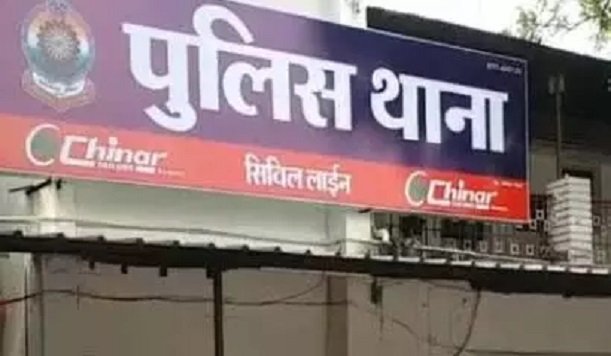 पुलिस थाना
Chinar सिविल लाईन Chinar